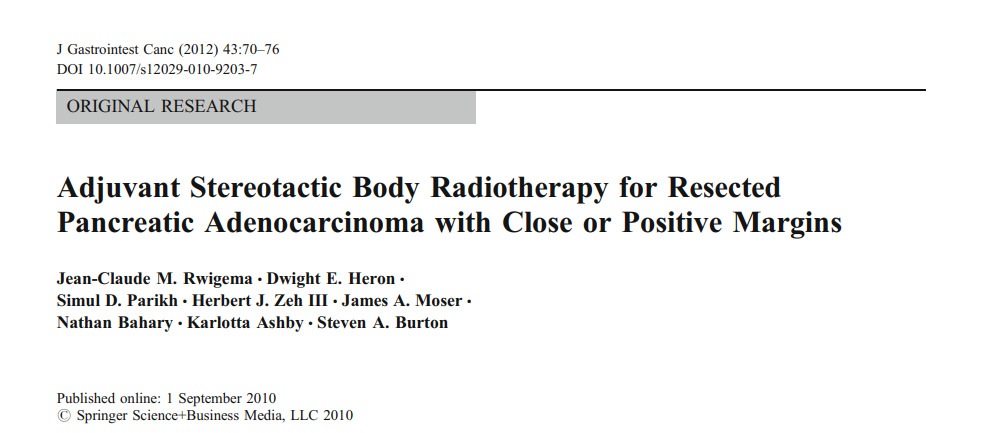 J Gastrointest Canc (2012) 43:70–76
DOI 10.1007/s12029-010-9203-7
ORIGINAL RESEARCH
Adjuvant Stereotactic Body Radiotherapy for Resected
Pancreatic Adenocarcinoma with Close or Positive Margins
Jean-Claude M. Rwigema · Dwight E. Heron ·
Simul D. Parikh · Herbert J. Zeh III · James A. Moser ·
Nathan Bahary · Karlotta Ashby · Steven A. Burton
Published online: 1 September 2010
© Springer Science+Business Media, LLC 2010